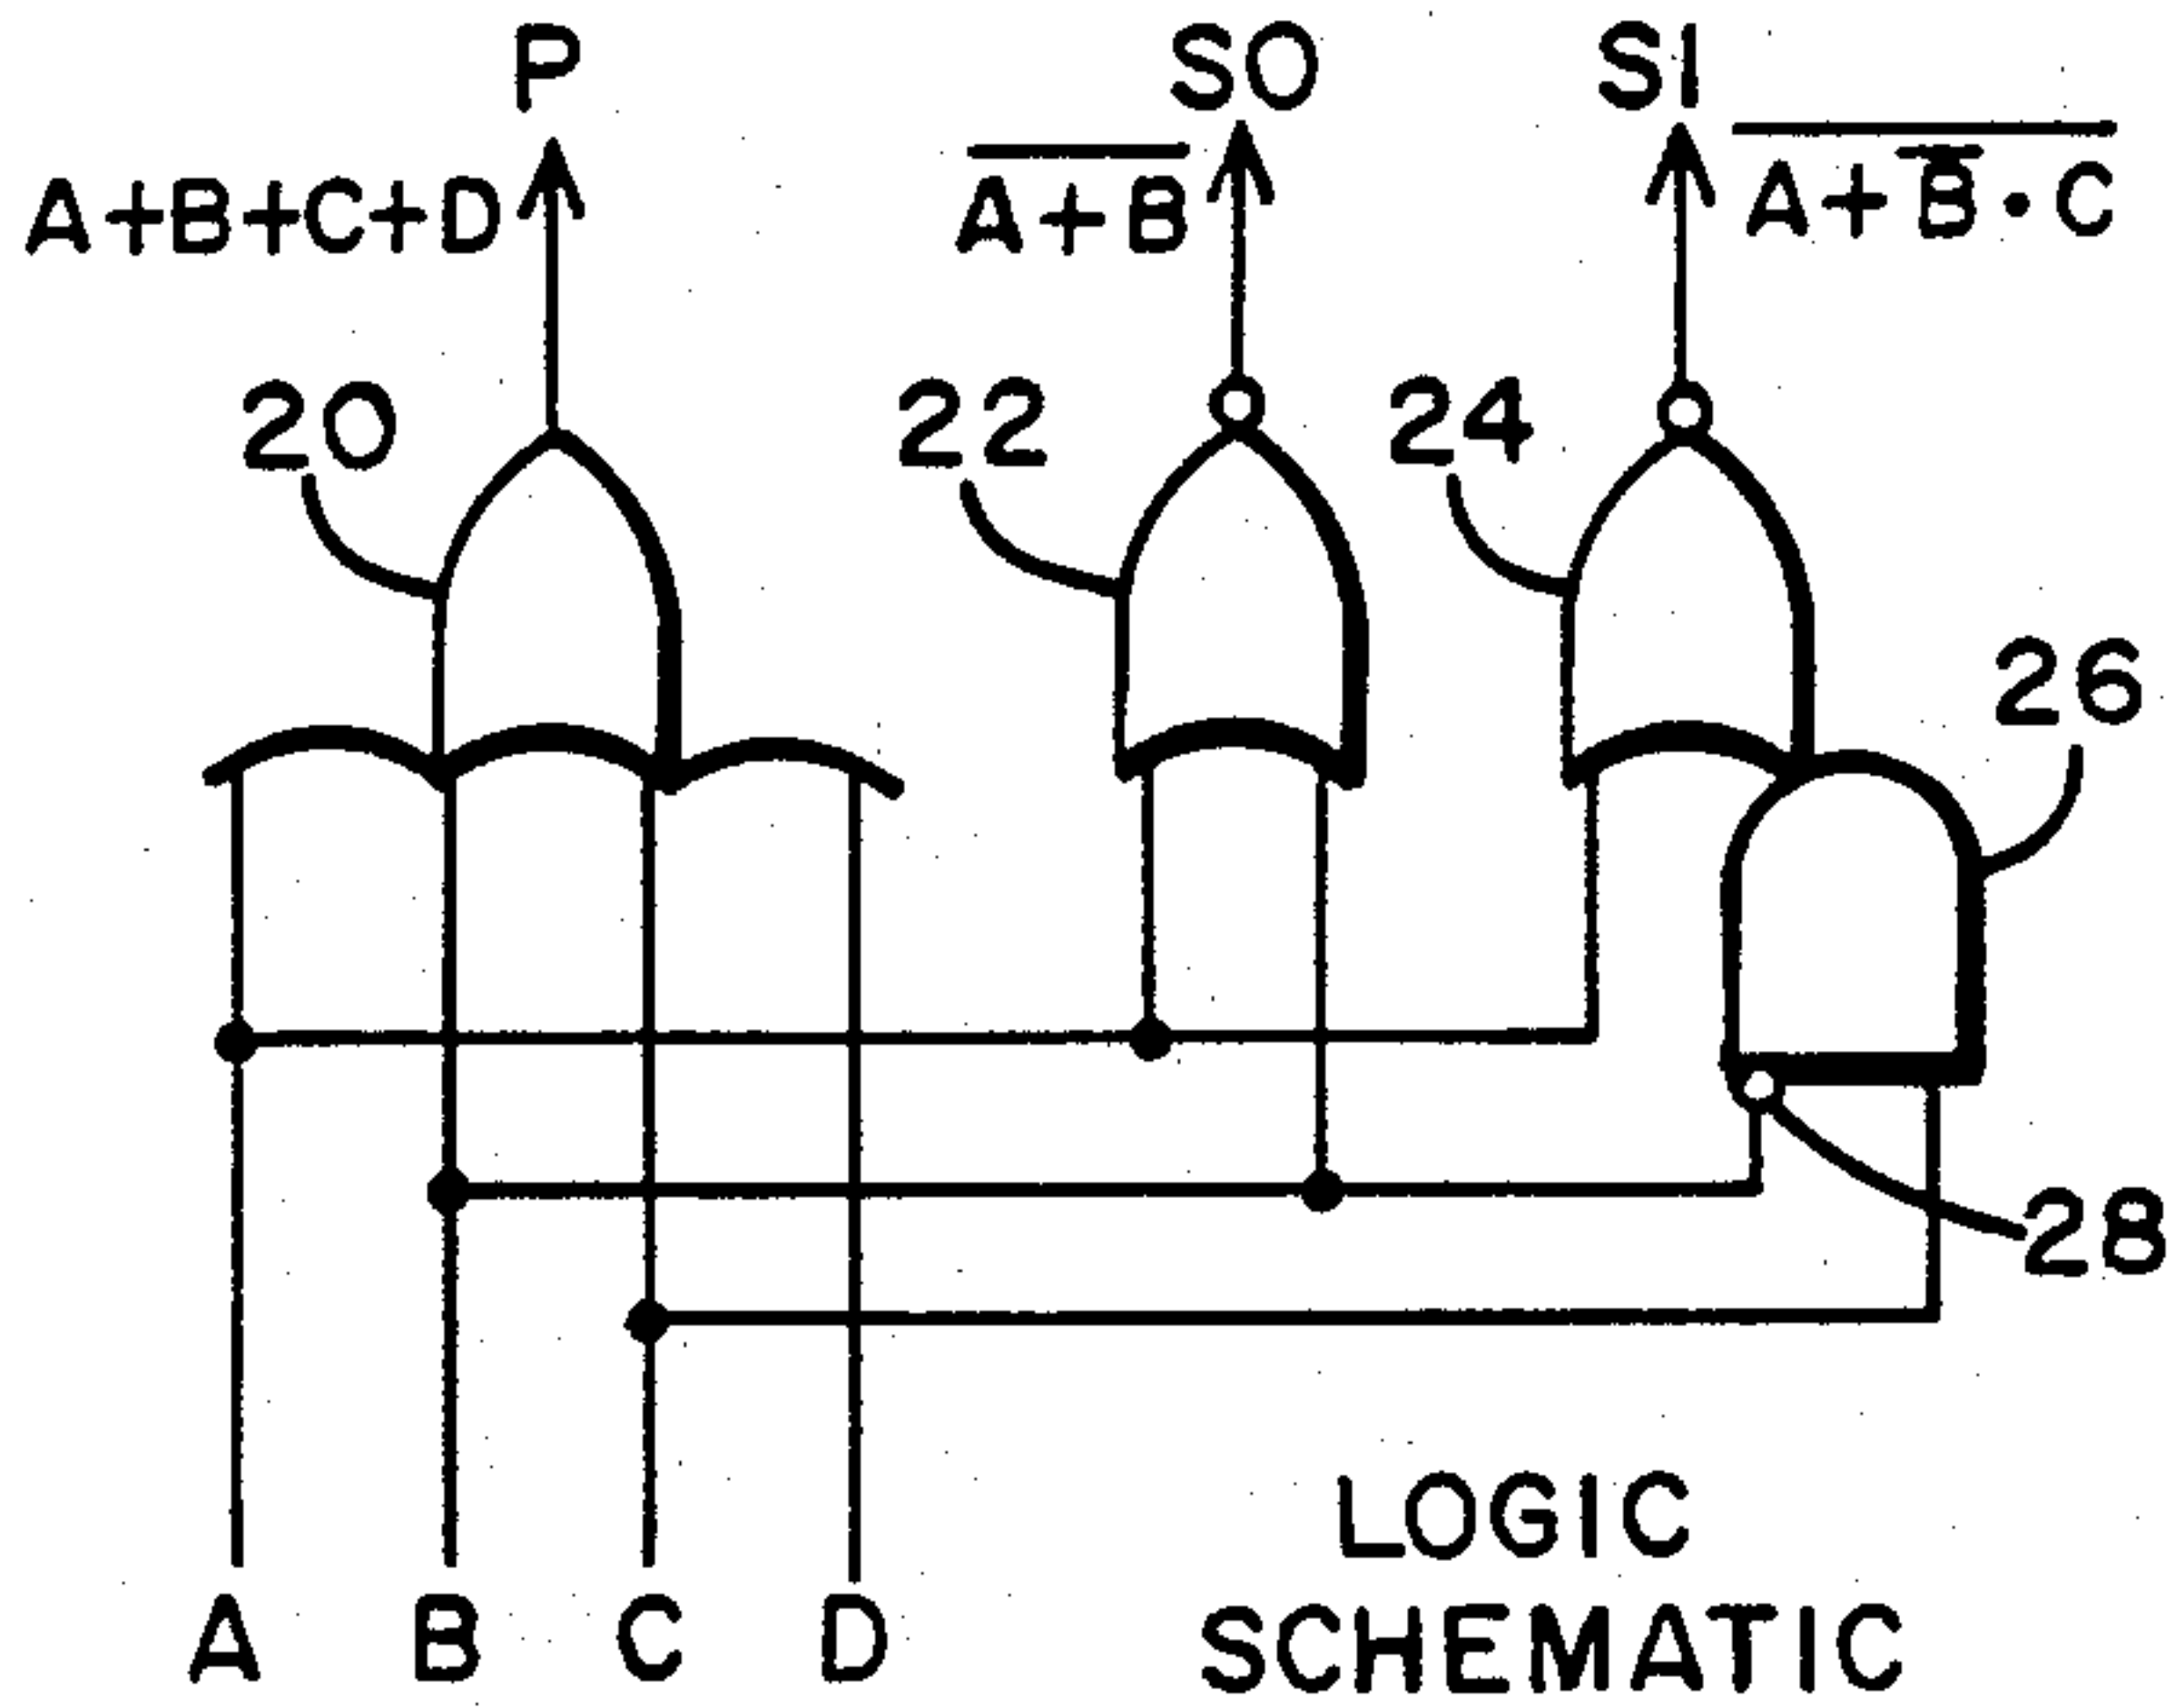 P
SO
SI
A+B+C+D
A̅+̅B̅
A̅+̅B̿·̅C̅
20
22
24
26
28
A
B
C
D
LOGIC
SCHEMATIC